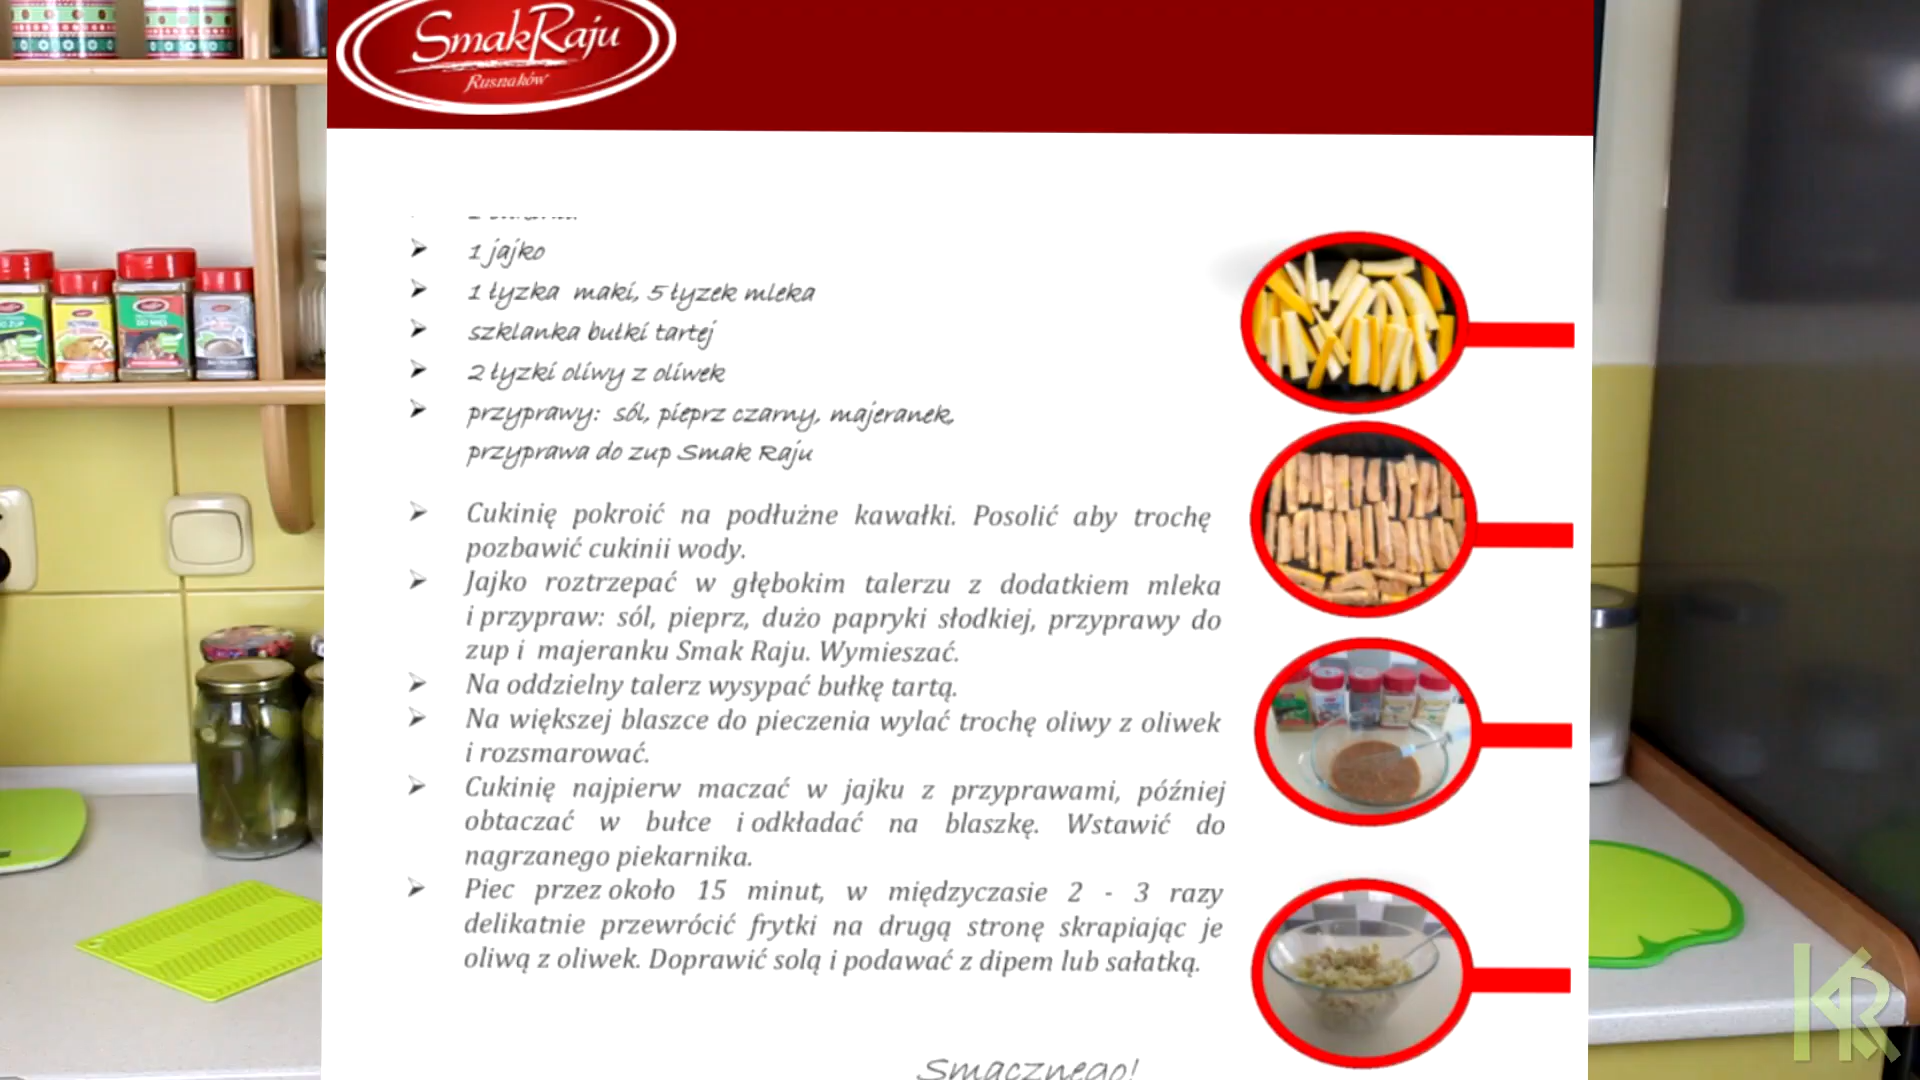 SmakRaju
Rusnaków
1 jajko
1 łyzka maki, 5 łyzek mleka
szklanka bułki tartej
2 łyzki oliwy z oliwek
przyprawy: sól, pieprz czarny, majeranek,
przyprawa do zup Smak Raju
Cukinię pokroić na podłużne kawałki. Posolić aby trochę
pozbawić cukinii wody.
Jajko roztrzepać w głębokim talerzu z dodatkiem mleka
i przypraw: sól, pieprz, dużo papryki słodkiej, przyprawy do
zup i majeranku Smak Raju. Wymieszać.
Na oddzielny talerz wysypać bułkę tartą.
Na większej blaszce do pieczenia wylać trochę oliwy z oliwek
i rozsmarować.
Cukinię najpierw maczać w jajku z przyprawami, później
obtaczać w bułce i odkładać na blaszkę. Wstawić do
nagrzanego piekarnika.
Piec przez około 15 minut, w międzyczasie 2 - 3 razy
delikatnie przewrócić frytki na drugą stronę skrapiając je
oliwą z oliwek. Doprawić solą i podawać z dipem lub sałatką.
Smacznego!
KR